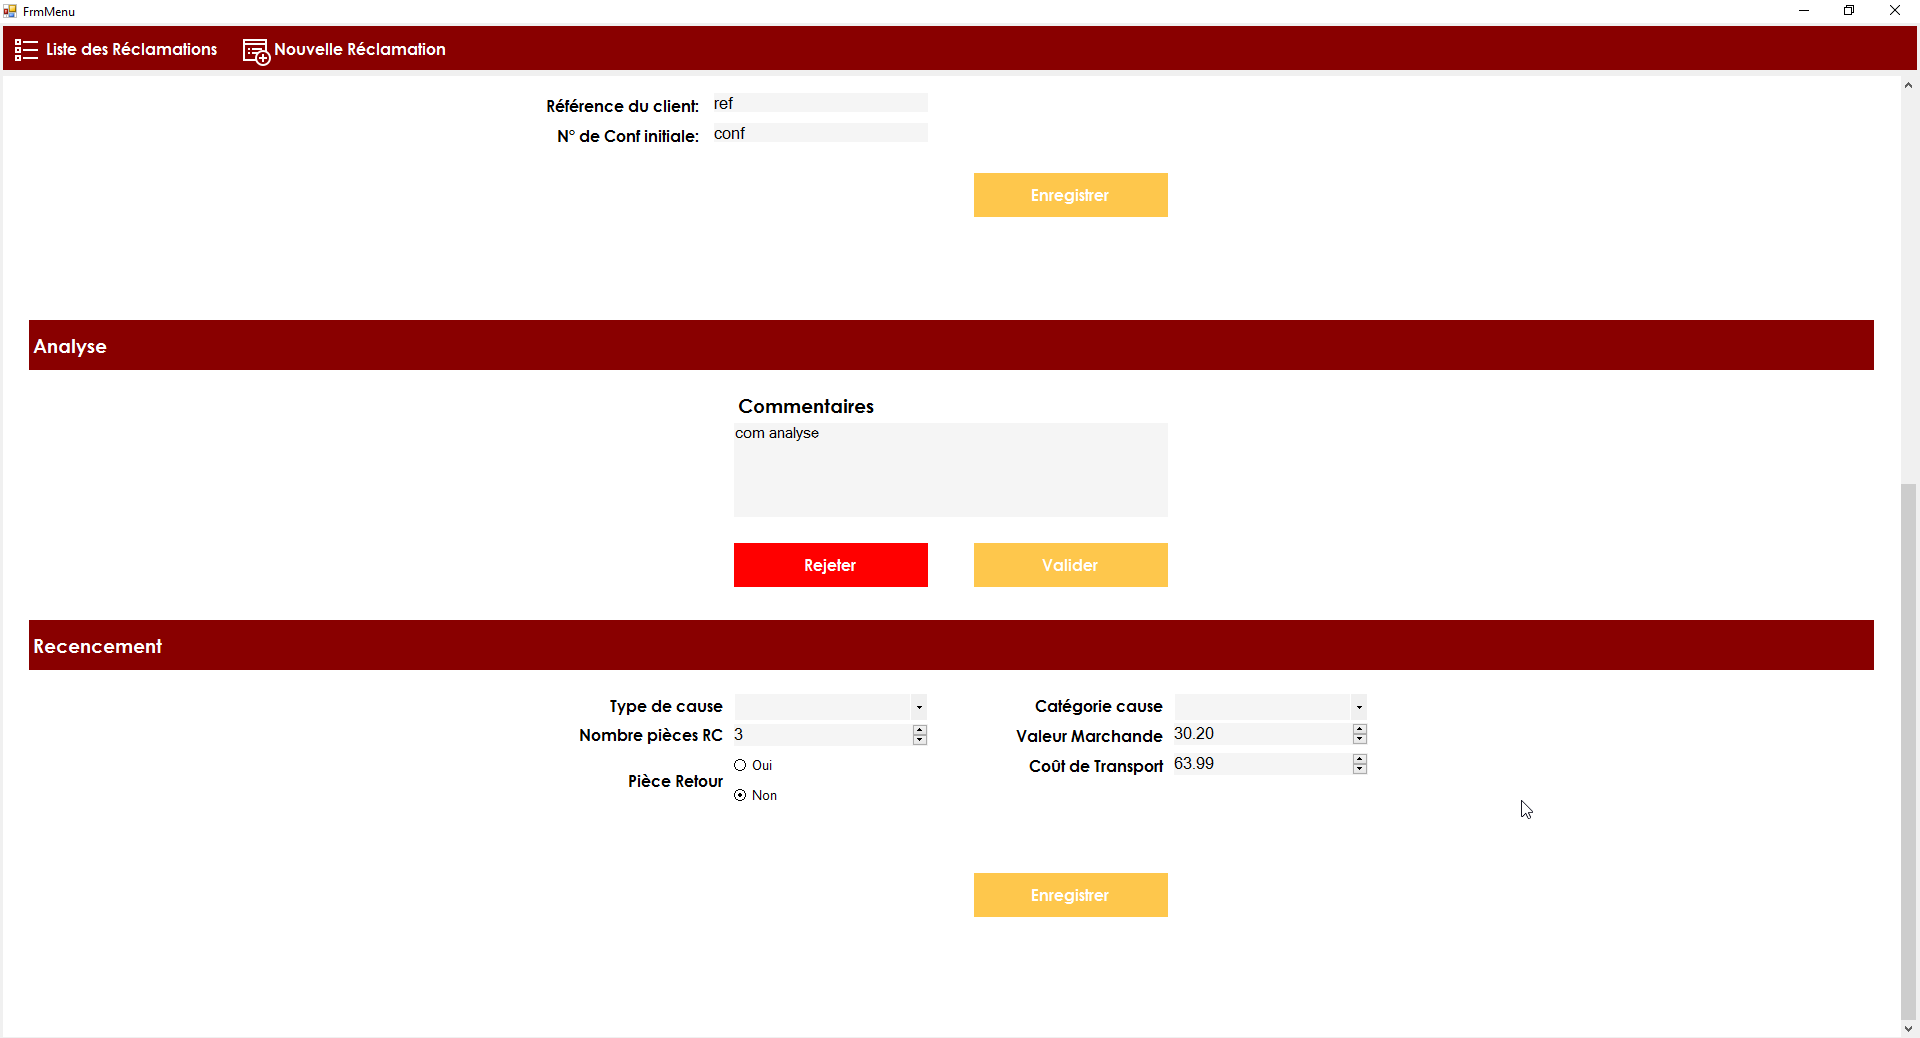 FrmMenu
Liste des Réclamations
Nouvelle Réclamation
Référence du client: ref
N° de Conf initiale: conf
Enregistrer
Analyse
Commentaires
com analyse
Rejeter
Valider
Recencement
Type de cause
Catégorie cause
Nombre pièces RC 3
Valeur Marchande 30.20
Oui
Coût de Transport 63.99
Pièce Retour
Non
Enregistrer